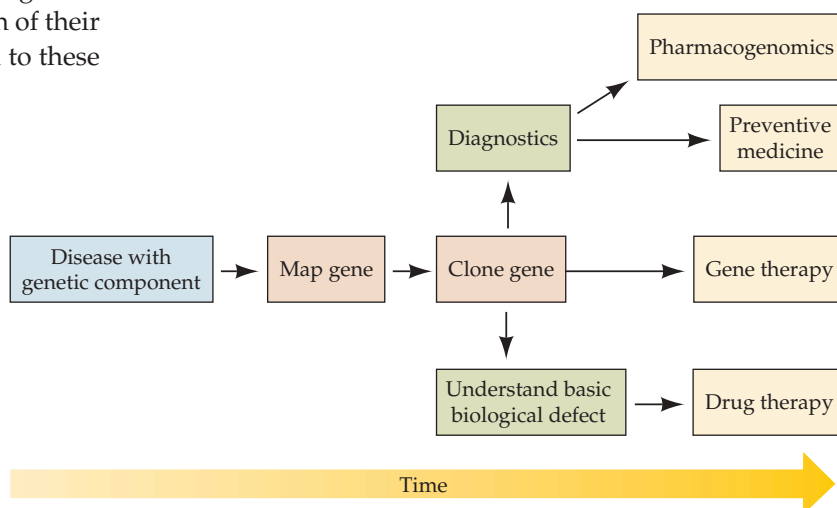 n of their
to these
Pharmacogenomics
Diagnostics
Preventive
medicine
Disease with
genetic component
Map gene
Clone gene
Gene therapy
Understand basic
biological defect
Drug therapy
Time